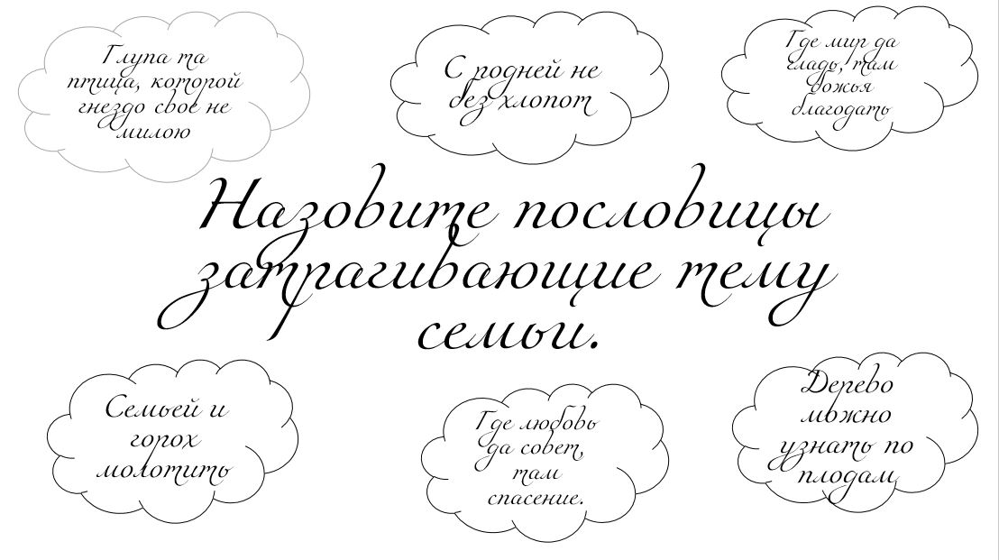 Глупа та
птица, которой
гнездо своё не
милою
С родней не
без хлопот
Где мир да
гладь, там
божья
благодать
Назовите пословицы
затрагивающие тему
семьи.
Семьей и
горох
молотить
Где любовь
да совет,
там
спасение.
Дерево
можно
узнать по
плодам